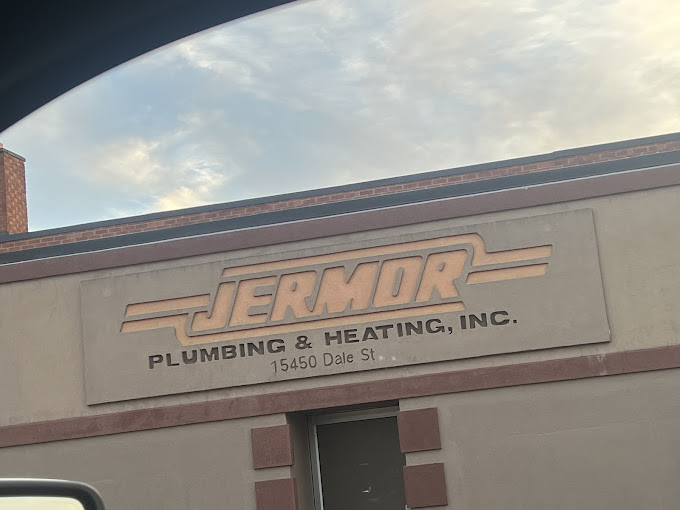 JERMOR
PLUMBING & HEATING, INC.
15450 Dale St